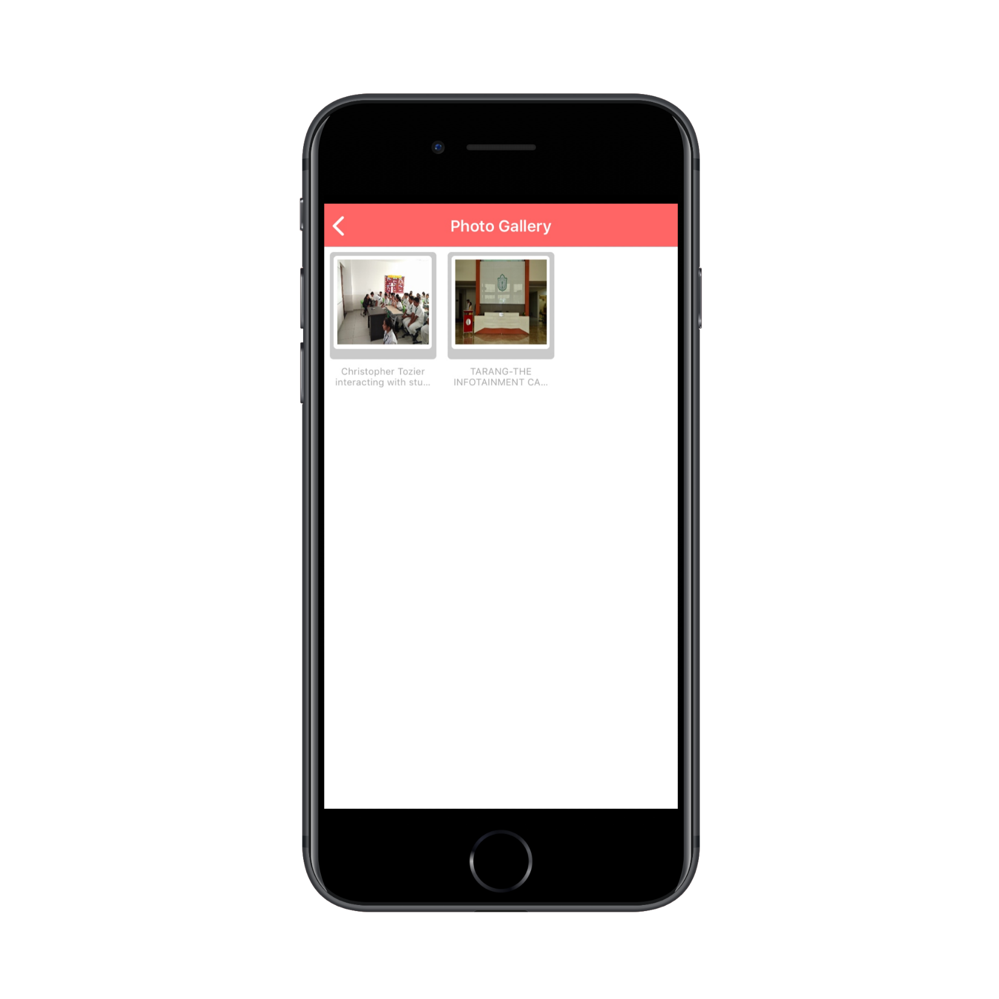 Photo Gallery
Christopher Tozier
interacting with stu...
TARANG-THE
INFOTAINMENT CA...